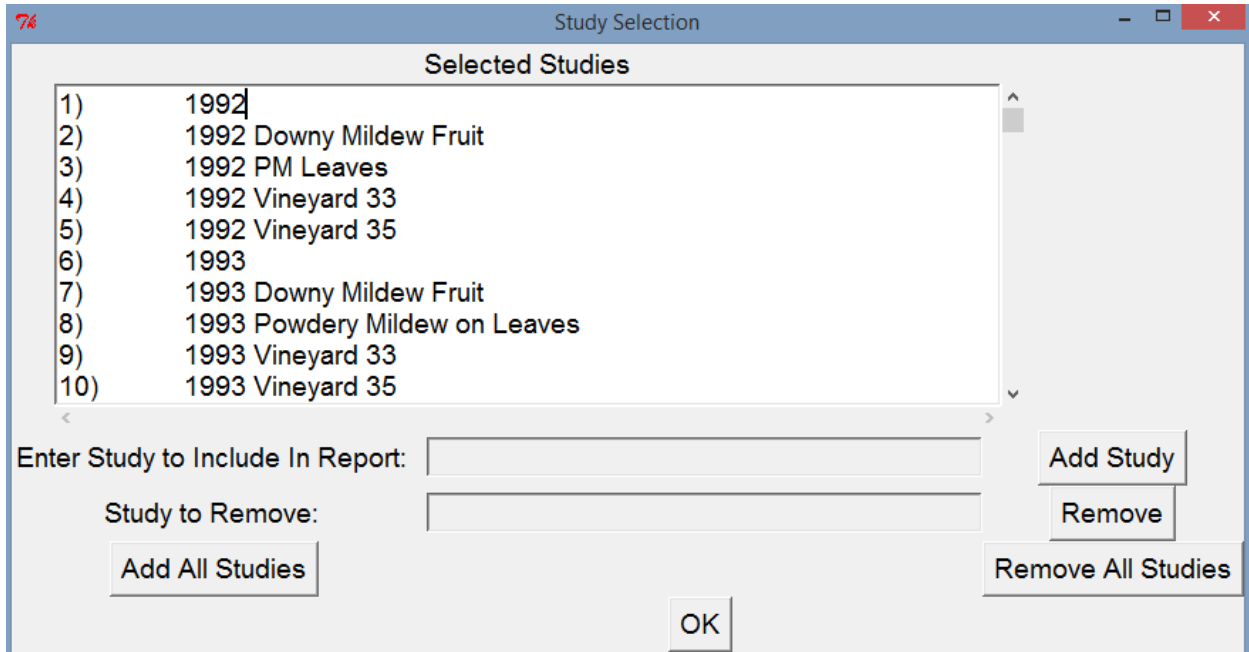 Study Selection
Selected Studies
1) 1992
2) 1992 Downy Mildew Fruit
3) 1992 PM Leaves
4) 1992 Vineyard 33
5) 1992 Vineyard 35
6) 1993
7) 1993 Downy Mildew Fruit
8) 1993 Powdery Mildew on Leaves
9) 1993 Vineyard 33
10) 1993 Vineyard 35
Enter Study to Include In Report: Add Study
Study to Remove: Remove
Add All Studies Remove All Studies
OK